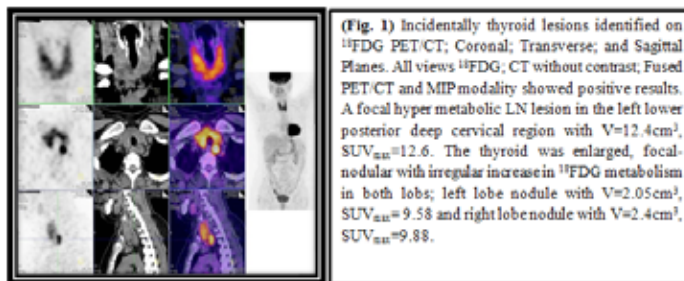 (Fig. 1) Incidentally thyroid lesions identified on
¹⁸FDG PET/CT; Coronal; Transverse; and Sagittal
Planes. All views ¹⁸FDG; CT without contrast; Fused
PET/CT and MIP modality showed positive results.
A focal hyper metabolic LN lesion in the left lower
posterior deep cervical region with V=12.4cm³,
SUVmax=12.6. The thyroid was enlarged, focal-
nodular with irregular increase in ¹⁸FDG metabolism
in both lobs; left lobe nodule with V=2.05cm³,
SUVmax= 9.58 and right lobe nodule with V=2.4cm³,
SUVmax=9.88.